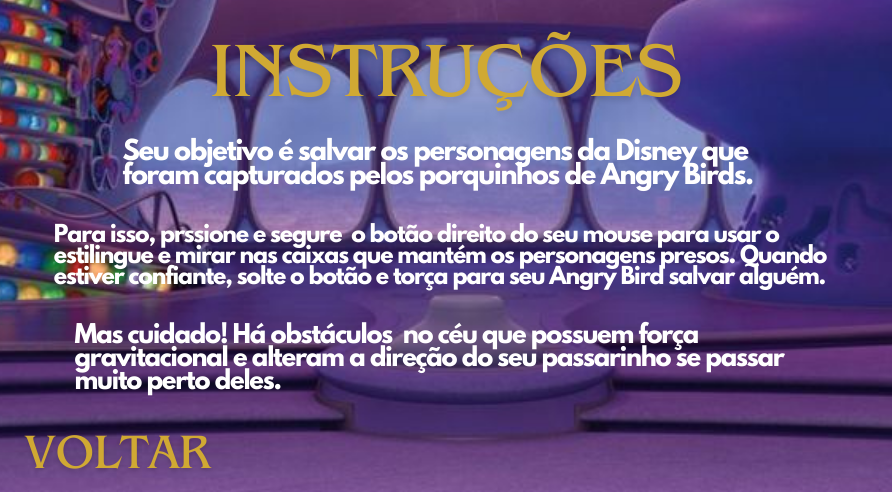 INSTRUÇÕES
Seu objetivo é salvar os personagens da Disney que
foram capturados pelos porquinhos de Angry Birds.
Para isso, prssione e segure o botão direito do seu mouse para usar o
estilingue e mirar nas caixas que mantém os personagens presos. Quando
estiver confiante, solte o botão e torça para seu Angry Bird salvar alguém.
Mas cuidado! Há obstáculos no céu que possuem força
gravitacional e alteram a direção do seu passarinho se passar
muito perto deles.
VOLTAR